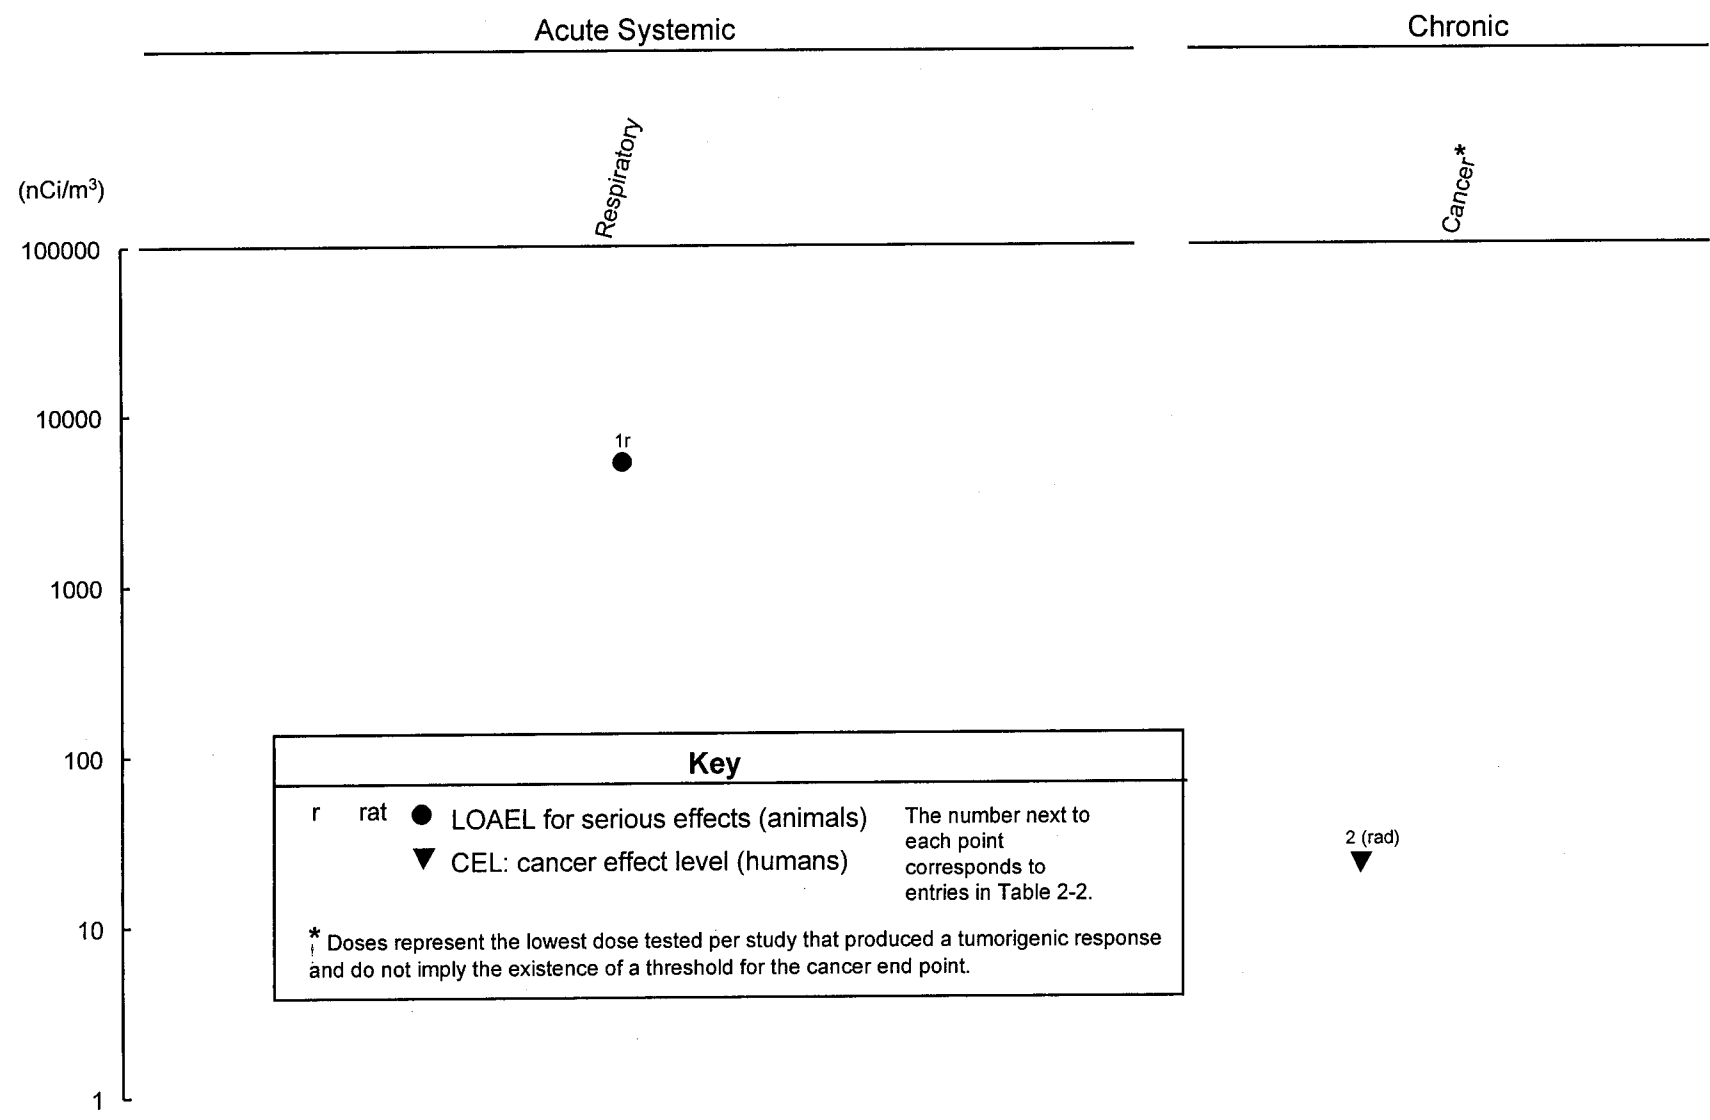 Acute Systemic
Chronic
Respiratory
Cancer*
(nCi/m³)
100000
10000
1r
1000
100
Key
r rat ● LOAEL for serious effects (animals)
▼ CEL: cancer effect level (humans)
The number next to
each point
corresponds to
entries in Table 2-2.
* Doses represent the lowest dose tested per study that produced a tumorigenic response
and do not imply the existence of a threshold for the cancer end point.
2 (rad)
10
1